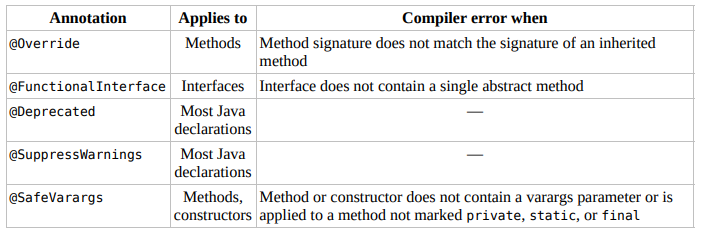 Annotation Applies to Compiler error when
@Override Methods Method signature does not match the signature of an inherited
method
@FunctionalInterface Interfaces Interface does not contain a single abstract method
@Deprecated Most Java —
declarations
@SuppressWarnings Most Java —
declarations
@SafeVarargs Methods, Method or constructor does not contain a varargs parameter or is
constructors applied to a method not marked private, static, or final